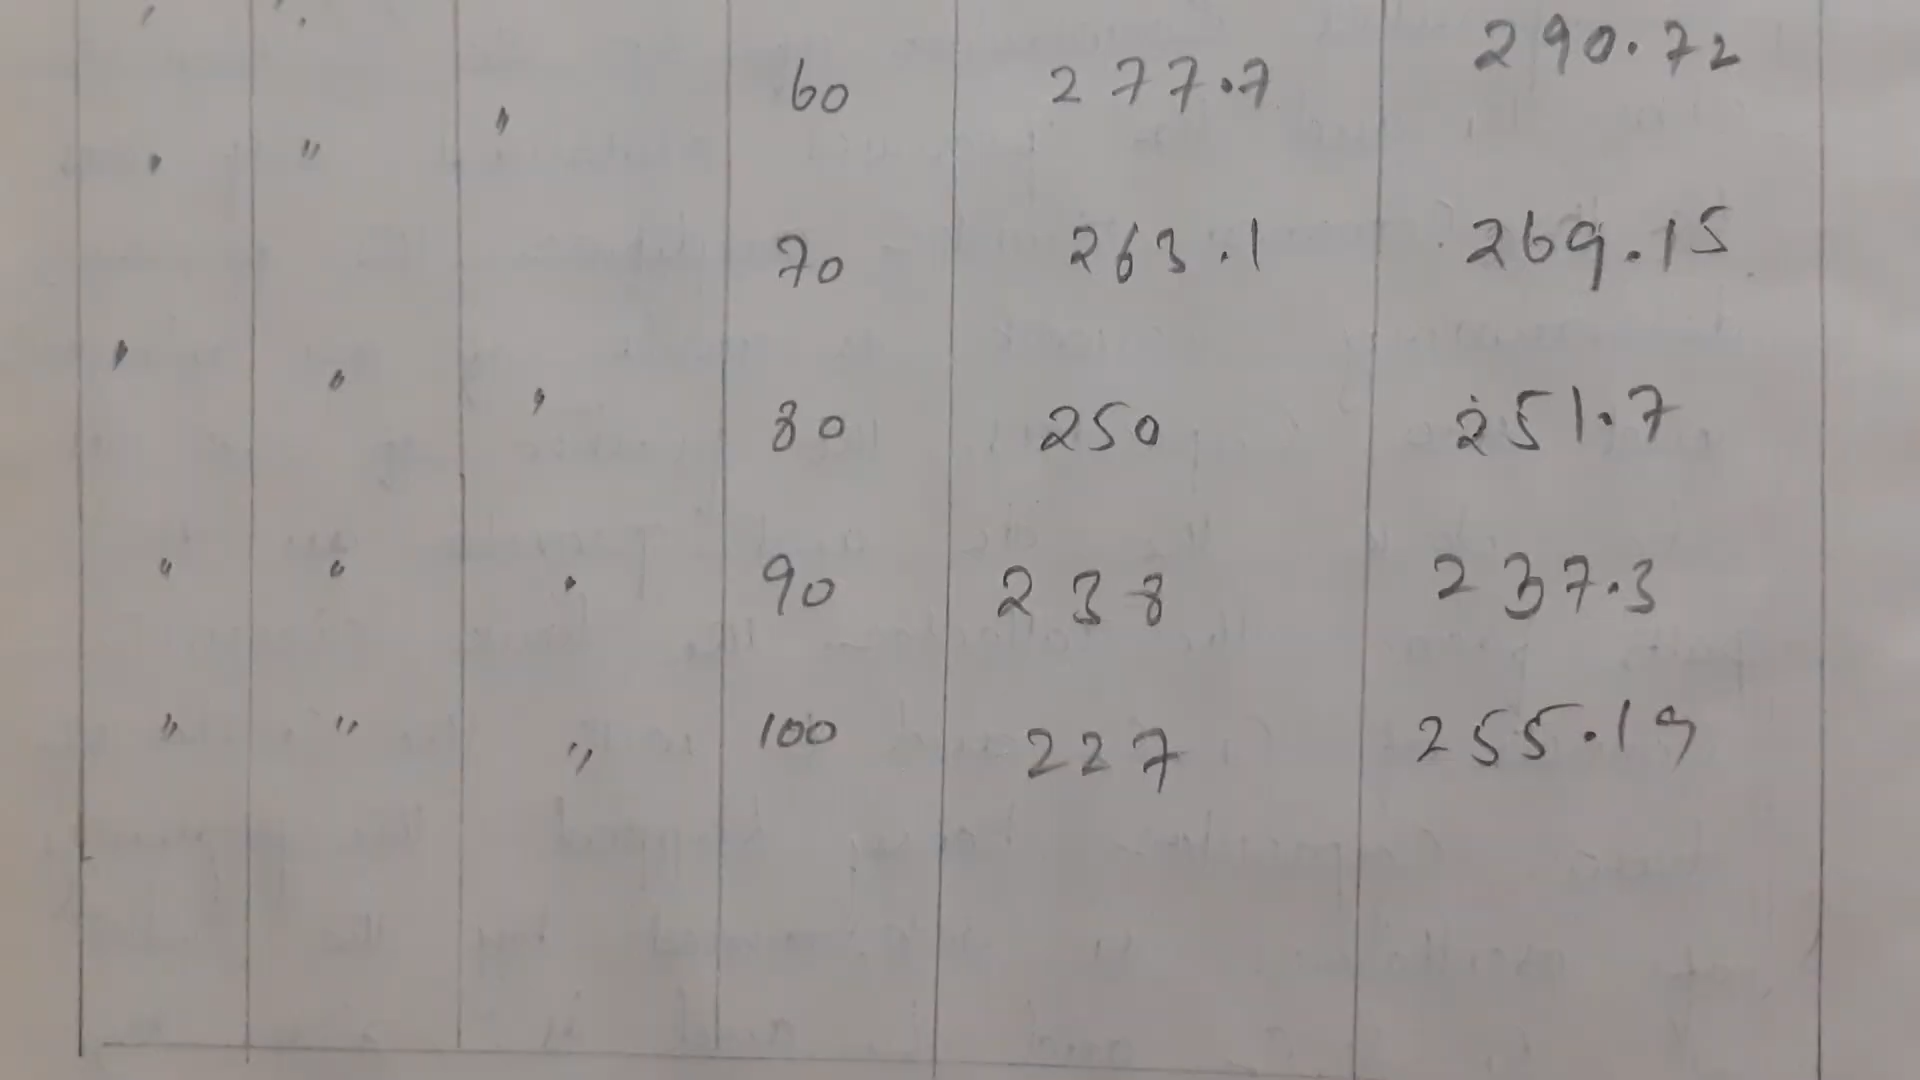 " " " 60 277.7 290.72
" " 70 263.1 269.15
" " " 80 250 251.7
" " " 90 238 237.3
" " " 100 227 255.19